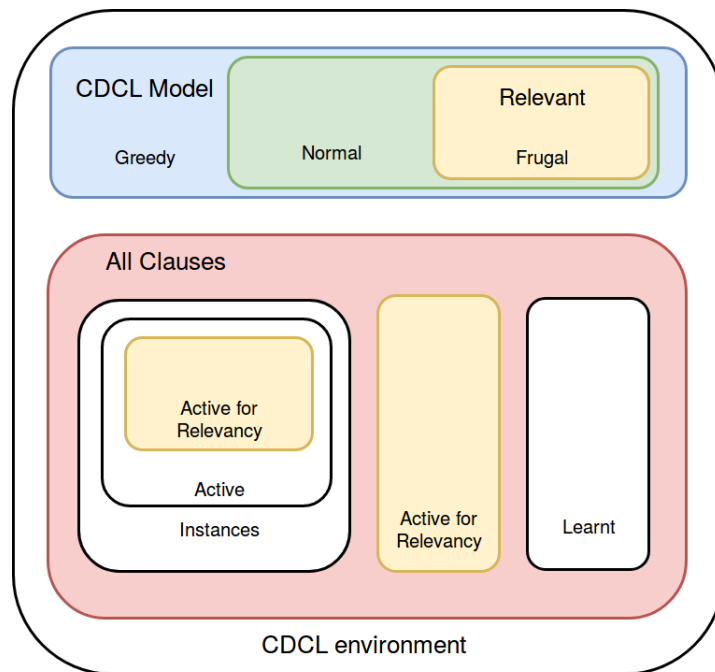 CDCL Model
Relevant
Greedy
Normal
Frugal
All Clauses
Active for
Relevancy
Active
Instances
Active for
Relevancy
Learnt
CDCL environment